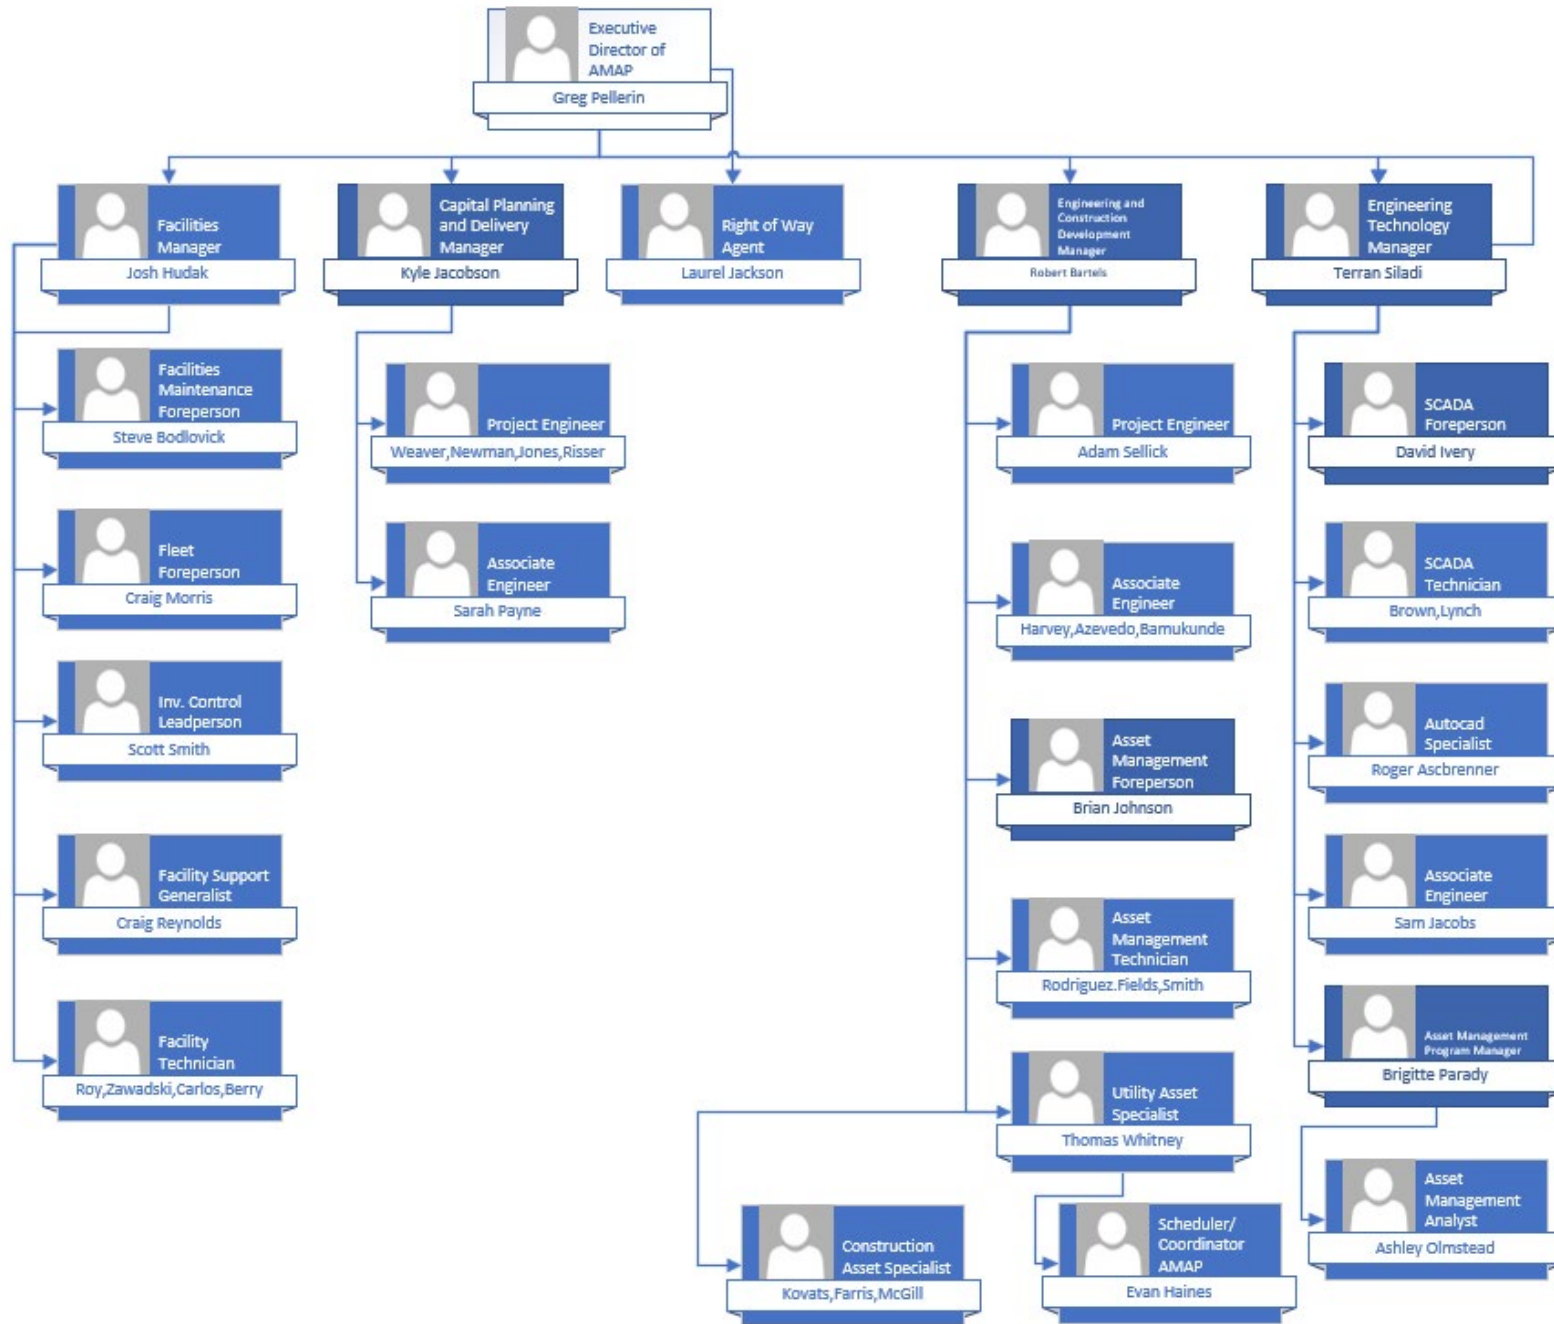 Executive
Director of
AMAP
Greg Pellerin
Facilities
Manager
Josh Hudak
Capital Planning
and Delivery
Manager
Kyle Jacobson
Right of Way
Agent
Laurel Jackson
Engineering and
Construction
Development
Manager
Robert Bartels
Engineering
Technology
Manager
Terran Siladi
Facilities
Maintenance
Foreperson
Steve Bodlovick
Fleet
Foreperson
Craig Morris
Inv. Control
Leadperson
Scott Smith
Facility Support
Generalist
Craig Reynolds
Facility
Technician
Roy,Zawadski,Carlos,Berry
Project Engineer
Weaver,Newman,Jones,Risser
Associate
Engineer
Sarah Payne
Project Engineer
Adam Sellick
Associate
Engineer
Harvey,Azevedo,Bamukunde
Asset
Management
Foreperson
Brian Johnson
Asset
Management
Technician
Rodriguez.Fields,Smith
Utility Asset
Specialist
Thomas Whitney
Construction
Asset Specialist
Kovats,Farris,McGill
Scheduler/
Coordinator
AMAP
Evan Haines
SCADA
Foreperson
David Ivery
SCADA
Technician
Brown,Lynch
Autocad
Specialist
Roger Ascbrenner
Associate
Engineer
Sam Jacobs
Asset Management
Program Manager
Brigitte Parady
Asset
Management
Analyst
Ashley Olmstead